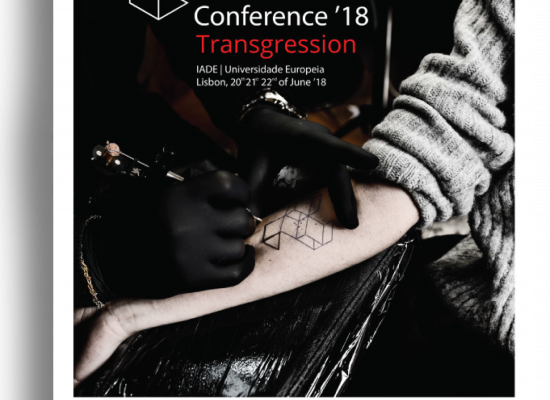 Conference ’18
Transgression
IADE | Universidade Europeia
Lisbon, 20th 21st 22nd of June ’18